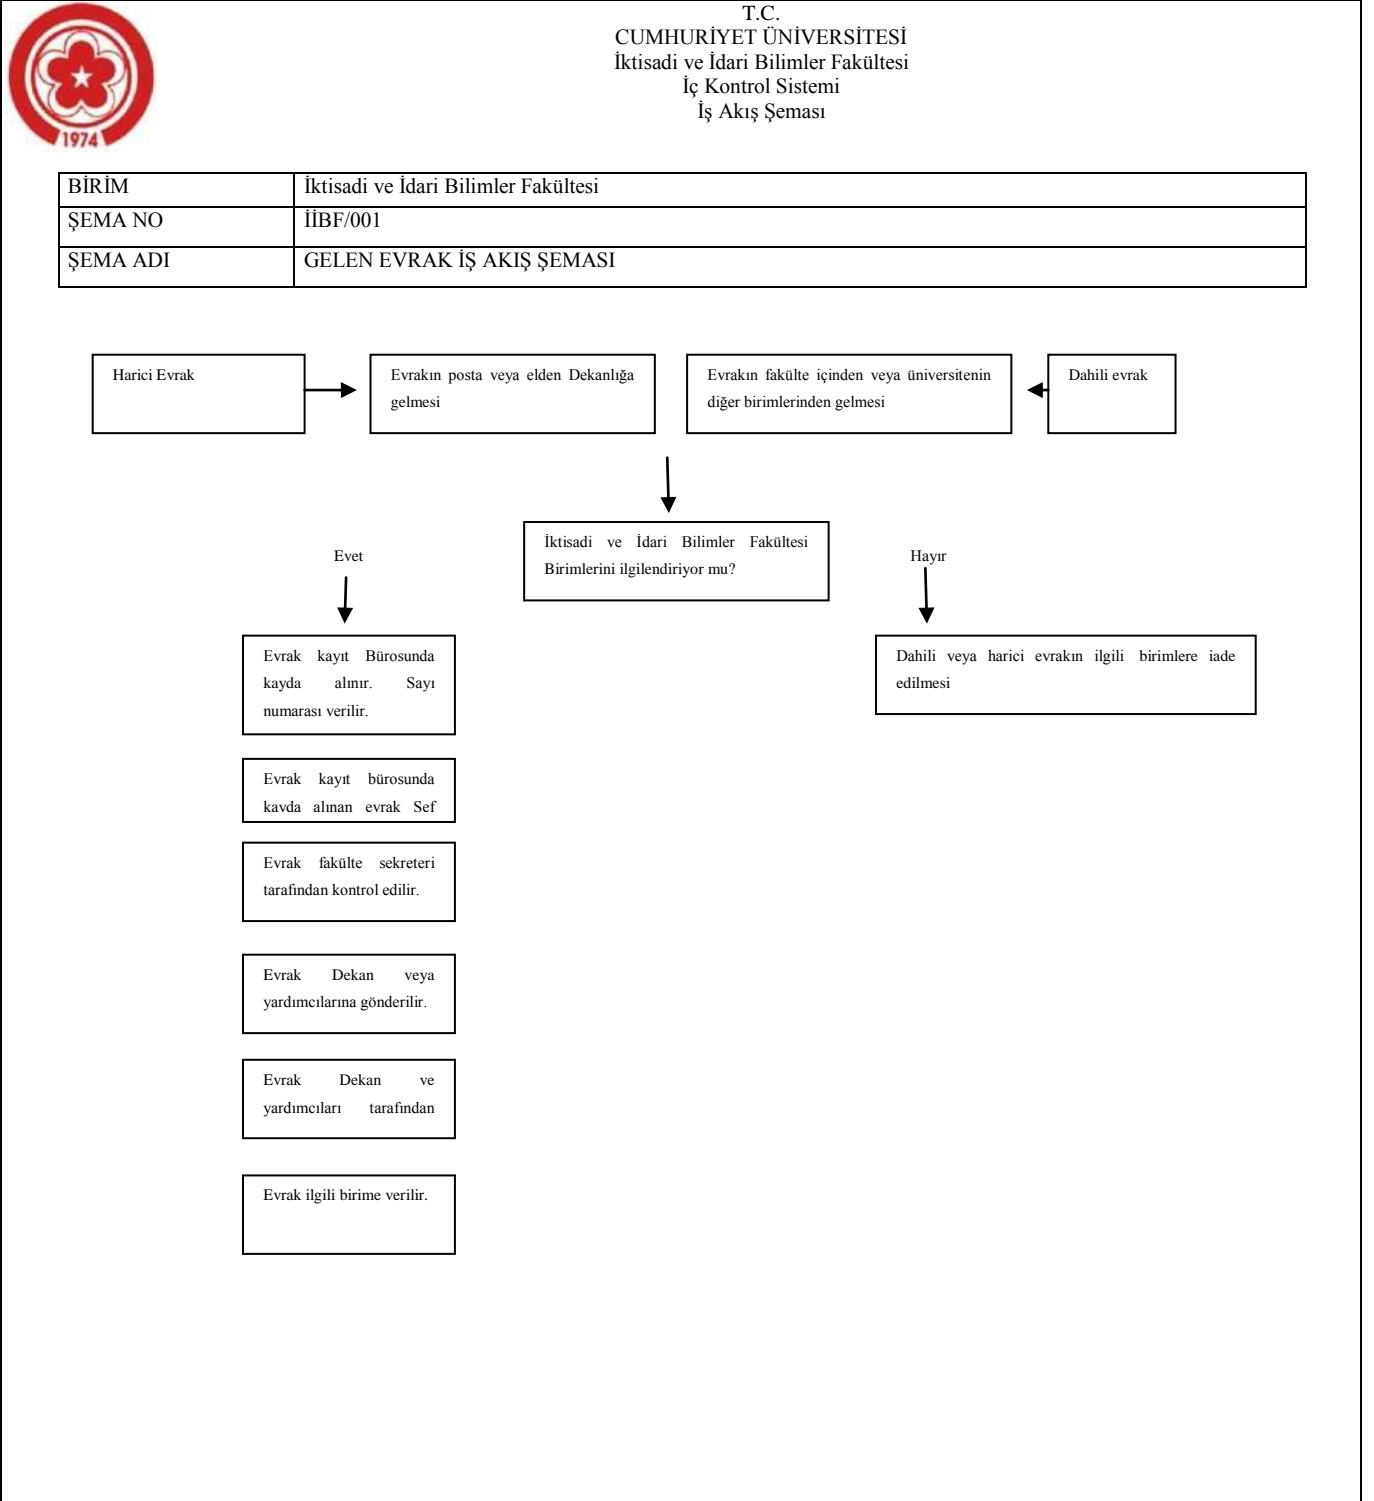 T.C.
CUMHURİYET ÜNİVERSİTESİ
İktisadi ve İdari Bilimler Fakültesi
İç Kontrol Sistemi
İş Akış Şeması
1974
BİRİM İktisadi ve İdari Bilimler Fakültesi
ŞEMA NO İİBF/001
ŞEMA ADI GELEN EVRAK İŞ AKIŞ ŞEMASI
Harici Evrak
Evrakın posta veya elden Dekanlığa
gelmesi
Evrakın fakülte içinden veya üniversitenin
diğer birimlerinden gelmesi
Dahili evrak
İktisadi ve İdari Bilimler Fakültesi
Birimlerini ilgilendiriyor mu?
Evet
Hayır
Evrak kayıt Bürosunda
kayda alınır. Sayı
numarası verilir.
Dahili veya harici evrakın ilgili birimlere iade
edilmesi
Evrak kayıt bürosunda
kayda alınan evrak Şef
Evrak fakülte sekreteri
tarafından kontrol edilir.
Evrak Dekan veya
yardımcılarına gönderilir.
Evrak Dekan ve
yardımcıları tarafından
Evrak ilgili birime verilir.